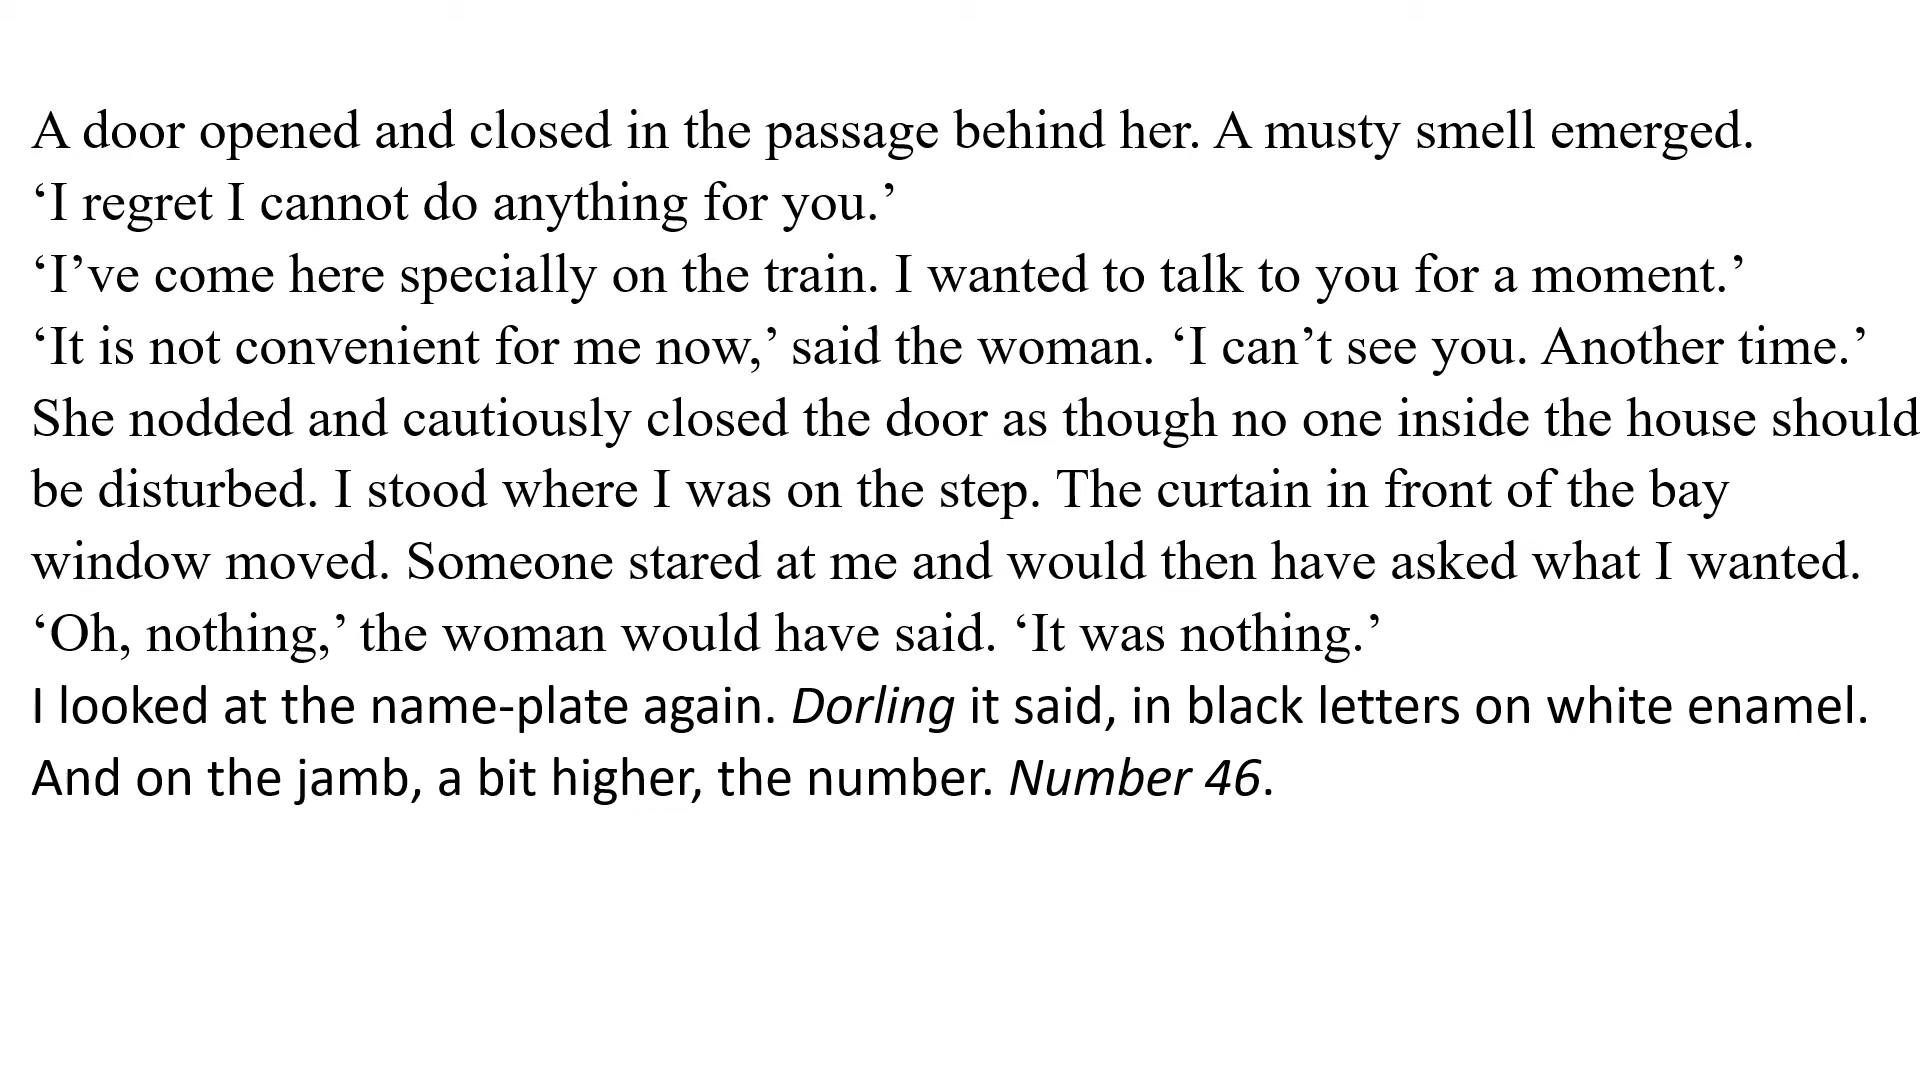 A door opened and closed in the passage behind her. A musty smell emerged.
‘I regret I cannot do anything for you.’
‘I’ve come here specially on the train. I wanted to talk to you for a moment.’
‘It is not convenient for me now,’ said the woman. ‘I can’t see you. Another time.’
She nodded and cautiously closed the door as though no one inside the house should
be disturbed. I stood where I was on the step. The curtain in front of the bay
window moved. Someone stared at me and would then have asked what I wanted.
‘Oh, nothing,’ the woman would have said. ‘It was nothing.’
I looked at the name-plate again. Dorling it said, in black letters on white enamel.
And on the jamb, a bit higher, the number. Number 46.